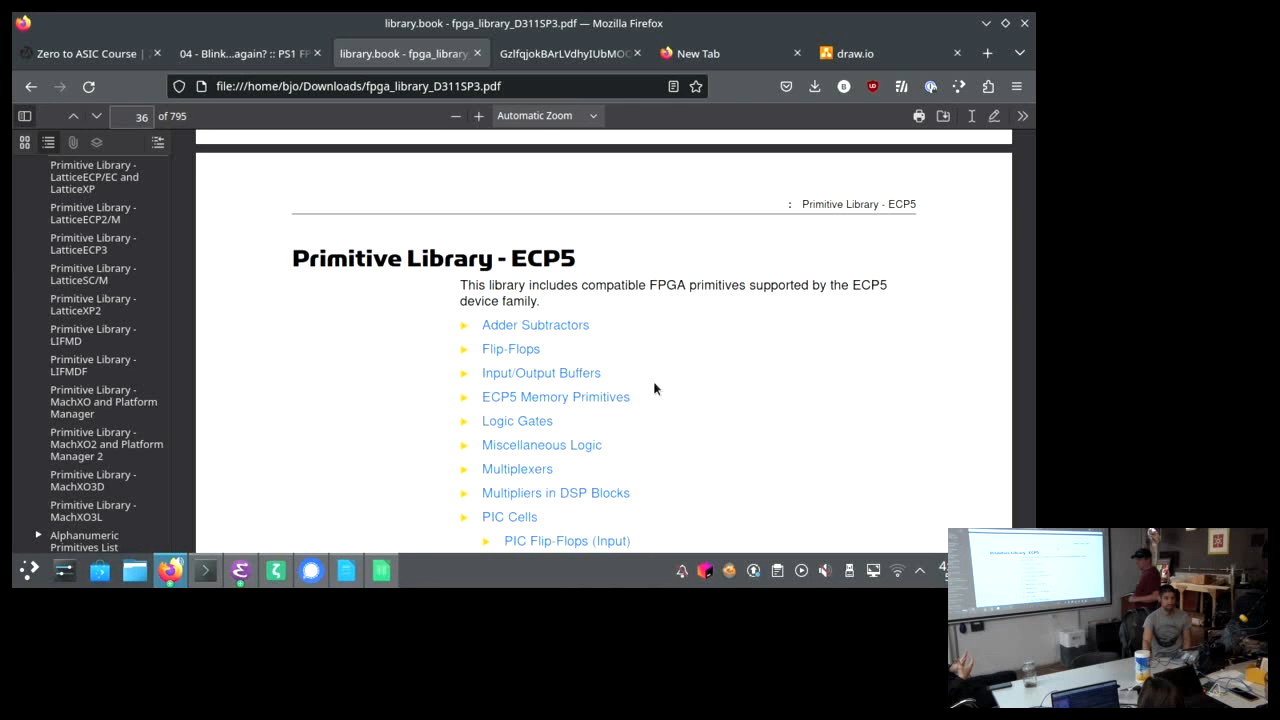 library.book - fpga_library_D311SP3.pdf — Mozilla Firefox
Zero to ASIC Course |
04 - Blink...again? :: PS1 FP
library.book - fpga_library
GzlfqjokBArLVdhyIUbMOC
New Tab
draw.io
file:///home/bjo/Downloads/fpga_library_D311SP3.pdf
36 of 795
Automatic Zoom
Primitive Library -
LatticeECP/EC and
LatticeXP
Primitive Library -
LatticeECP2/M
Primitive Library -
LatticeECP3
Primitive Library -
LatticeSC/M
Primitive Library -
LatticeXP2
Primitive Library -
LIFMD
Primitive Library -
LIFMDF
Primitive Library -
MachXO and Platform
Manager
Primitive Library -
MachXO2 and Platform
Manager 2
Primitive Library -
MachXO3D
Primitive Library -
MachXO3L
Alphanumeric
Primitives List
: Primitive Library - ECP5
Primitive Library - ECP5
This library includes compatible FPGA primitives supported by the ECP5
device family.
Adder Subtractors
Flip-Flops
Input/Output Buffers
ECP5 Memory Primitives
Logic Gates
Miscellaneous Logic
Multiplexers
Multipliers in DSP Blocks
PIC Cells
PIC Flip-Flops (Input)